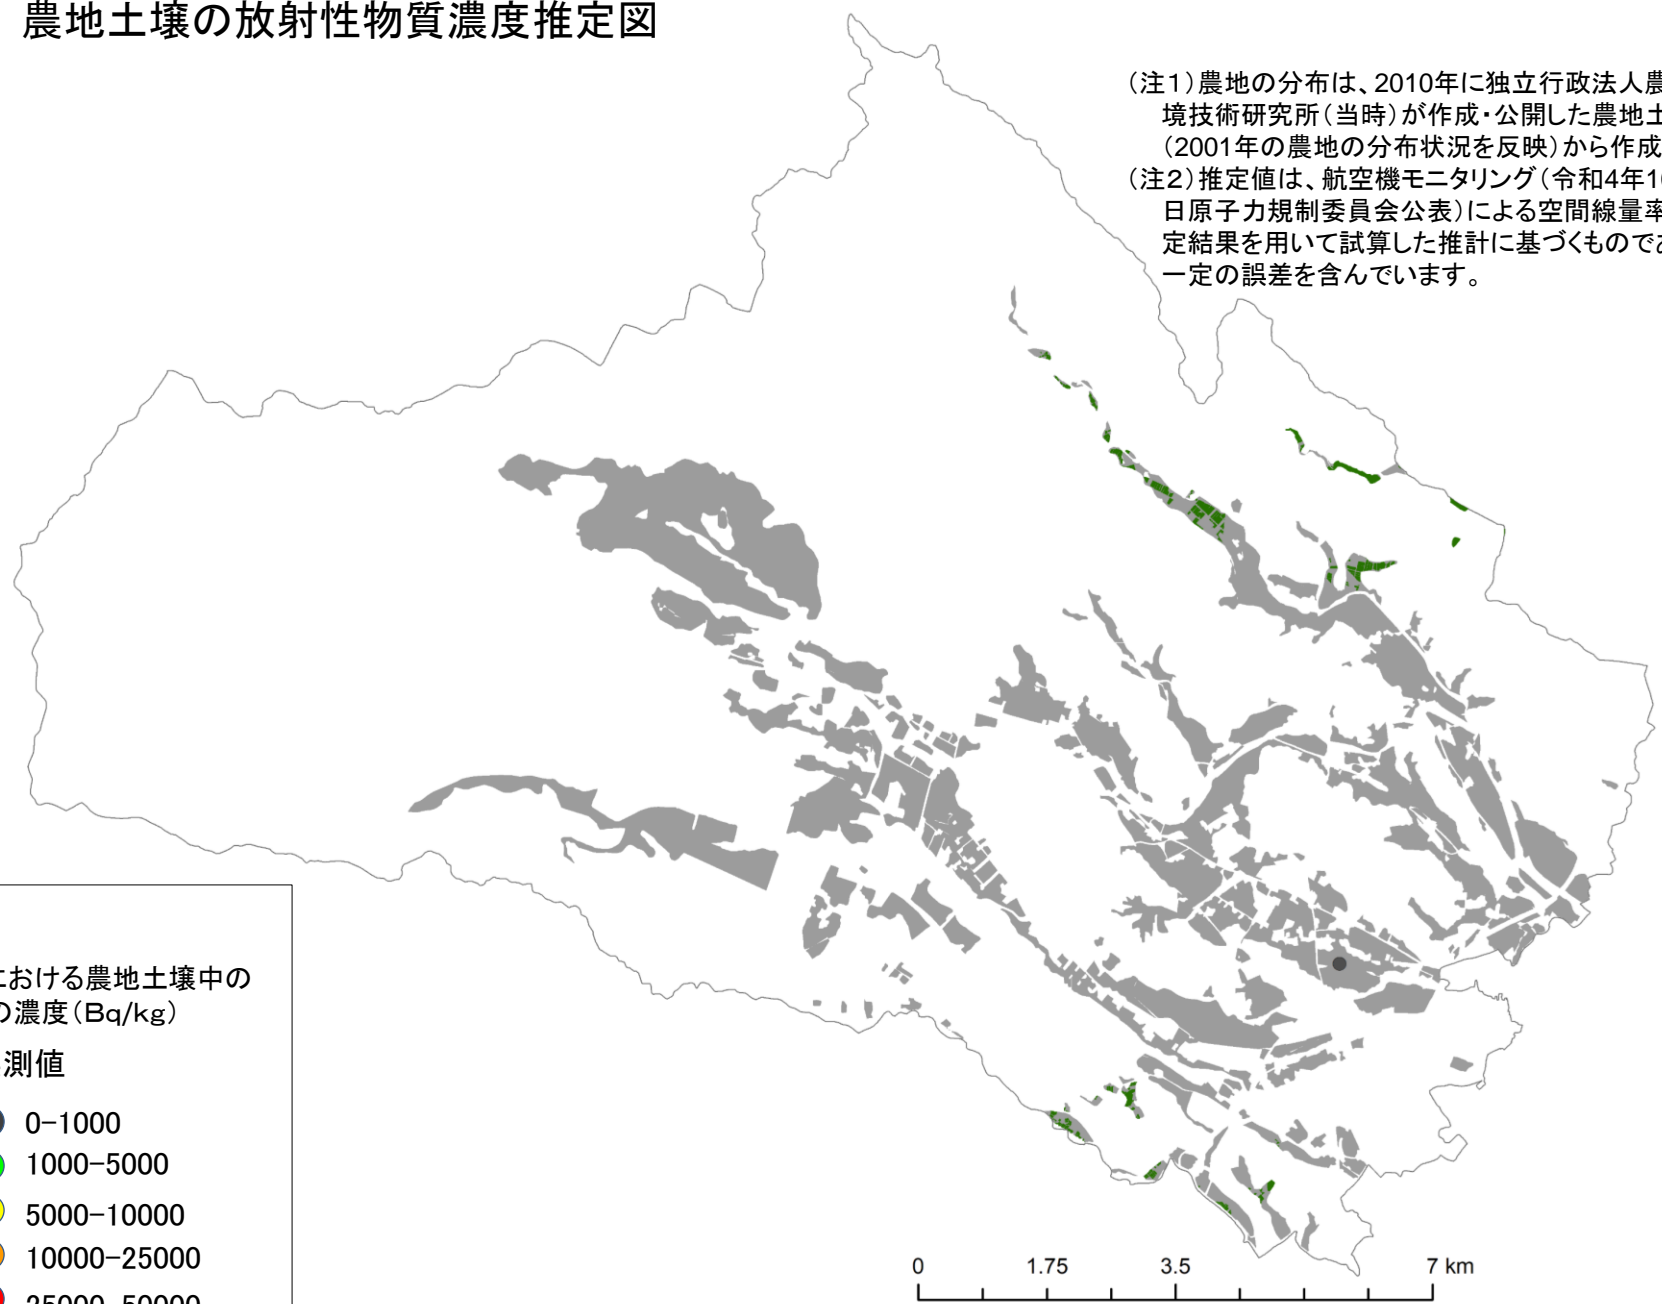 農地土壌の放射性物質濃度推定図
（注１）農地の分布は、2010年に独立行政法人農
境技術研究所（当時）が作成・公開した農地土
（2001年の農地の分布状況を反映）から作成
（注２）推定値は、航空機モニタリング（令和4年10
日原子力規制委員会公表）による空間線量率
定結果を用いて試算した推計に基づくものであ
一定の誤差を含んでいます。
における農地土壌中の
の濃度（Bq/kg）
測値
0-1000
1000-5000
5000-10000
10000-25000
25000-50000
0 1.75 3.5 7 km